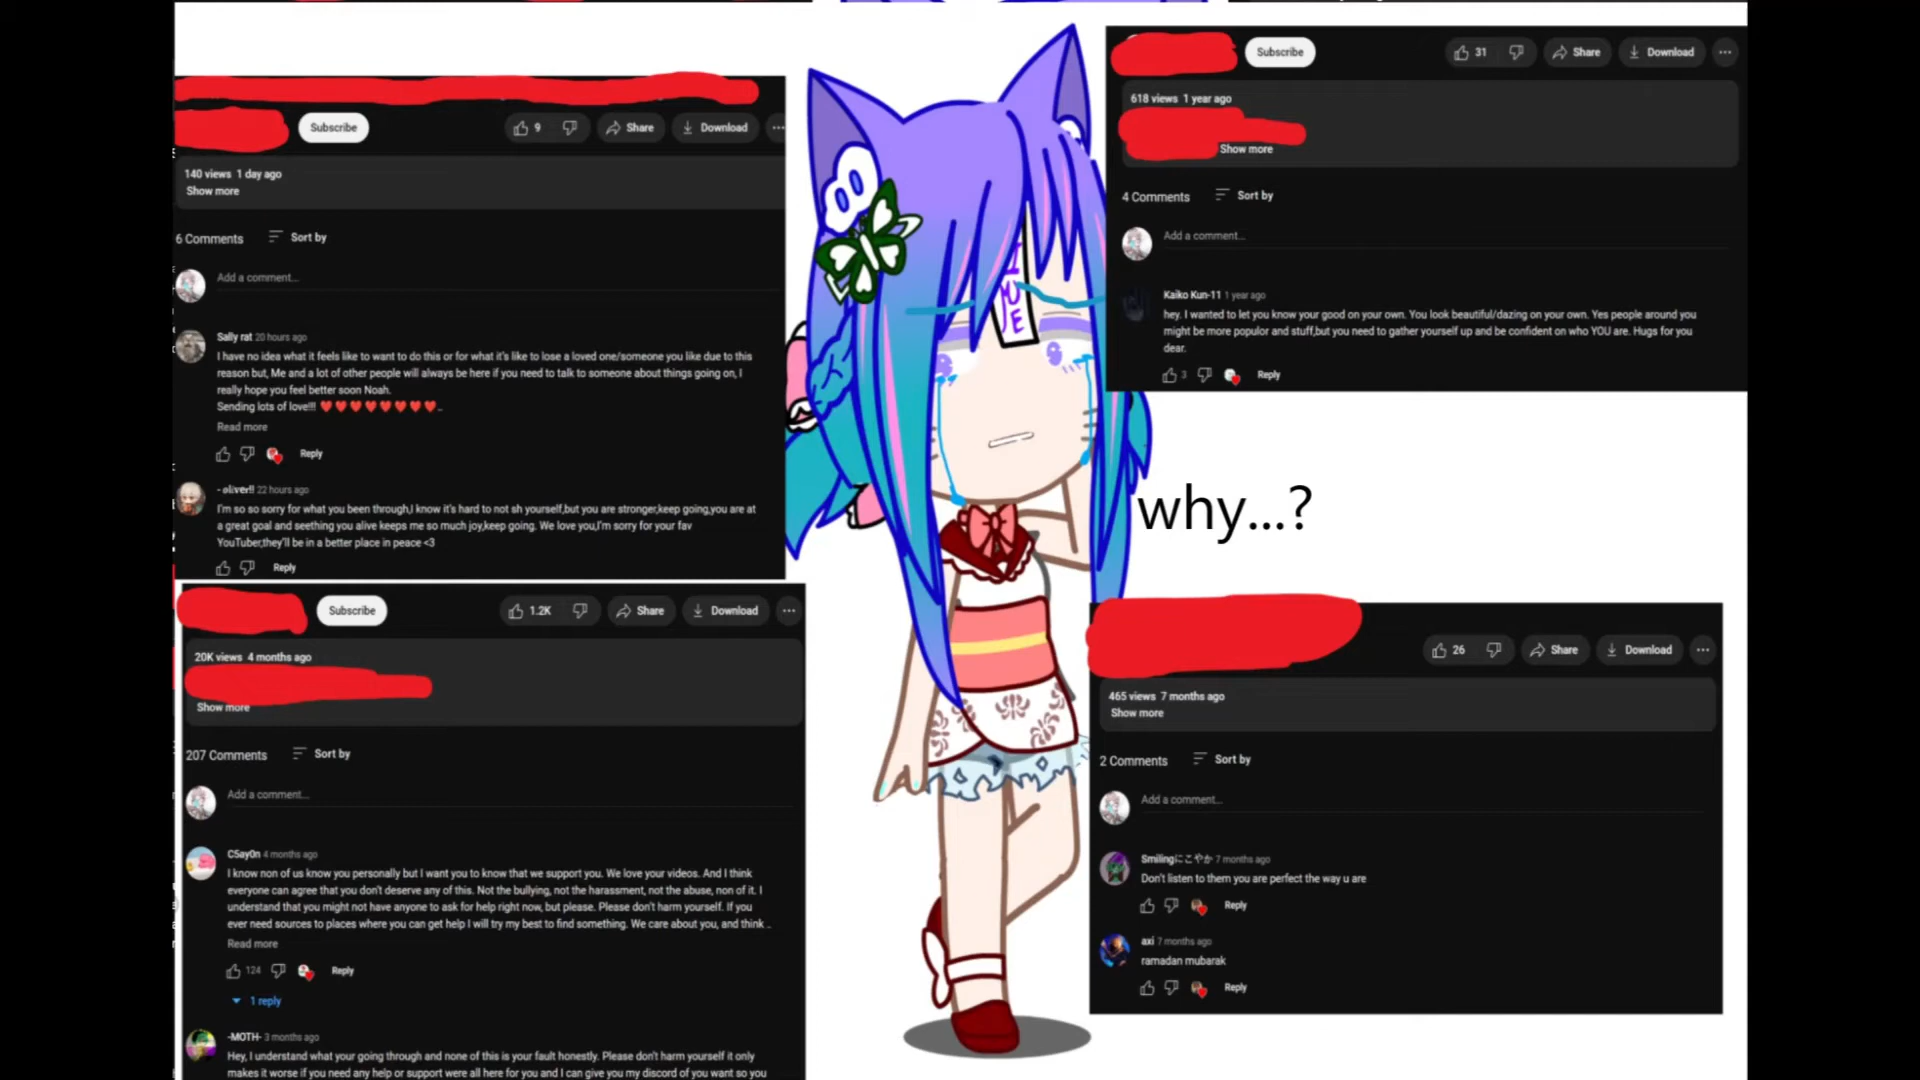 Subscribe
9
Share
Download
140 views 1 day ago
Show more
6 Comments
Sort by
Add a comment...
Sally rat 20 hours ago
I have no idea what it feels like to want to do this or for what it's like to lose a loved one/someone you like due to this
reason but, Me and a lot of other people will always be here if you need to talk to someone about things going on, I
really hope you feel better soon Noah.
Sending lots of love!!! ❤❤❤❤❤❤❤❤..
Read more
Reply
- oliver!! 22 hours ago
I'm so so sorry for what you been through,I know it's hard to not sh yourself,but you are stronger,keep going,you are at
a great goal and seething you alive keeps me so much joy,keep going. We love you,I'm sorry for your fav
YouTuber,they'll be in a better place in peace <3
Reply
Subscribe
1.2K
Share
Download
20K views 4 months ago
Show more
207 Comments
Sort by
Add a comment...
CSay0n 4 months ago
I know non of us know you personally but I want you to know that we support you. We love your videos. And I think
everyone can agree that you don't deserve any of this. Not the bullying, not the harassment, not the abuse, non of it. I
understand that you might not have anyone to ask for help right now, but please. Please don't harm yourself. If you
ever need sources to places where you can get help I will try my best to find something. We care about you, and think ..
Read more
124
Reply
1 reply
-MOTH- 3 months ago
Hey, I understand what your going through and none of this is your fault honestly. Please don't harm yourself it only
makes it worse if you need any help or support were all here for you and I can give you my discord of you want so you
Subscribe
31
Share
Download
618 views 1 year ago
Show more
4 Comments
Sort by
Add a comment...
Kaiko Kun-11 1 year ago
hey. I wanted to let you know your good on your own. You look beautiful/dazing on your own. Yes people around you
might be more populor and stuff,but you need to gather yourself up and be confident on who YOU are. Hugs for you
dear.
3
Reply
why...?
26
Share
Download
465 views 7 months ago
Show more
2 Comments
Sort by
Add a comment...
Smilingにこやか 7 months ago
Don't listen to them you are perfect the way u are
Reply
axi 7 months ago
ramadan mubarak
Reply